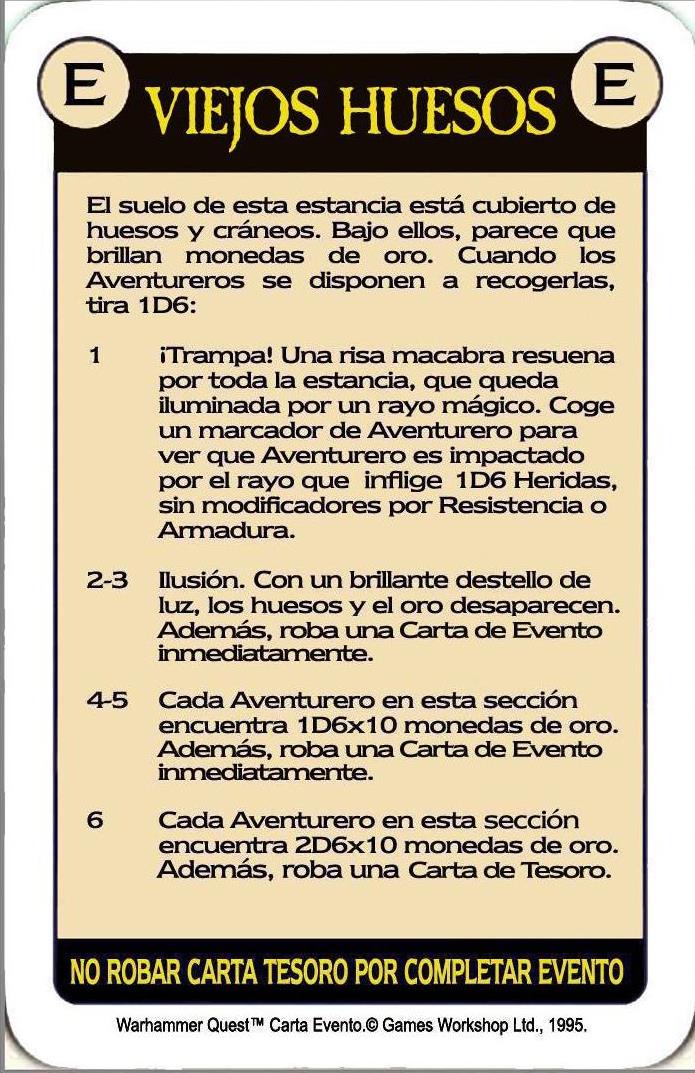 E VIEJOS HUESOS E
El suelo de esta estancia está cubierto de
huesos y cráneos. Bajo ellos, parece que
brillan monedas de oro. Cuando los
Aventureros se disponen a recogerlas,
tira 1D6:
1 ¡Trampa! Una risa macabra resuena
por toda la estancia, que queda
iluminada por un rayo mágico. Coge
un marcador de Aventurero para
ver que Aventurero es impactado
por el rayo que inflige 1D6 Heridas,
sin modificadores por Resistencia o
Armadura.
2-3 Ilusión. Con un brillante destello de
luz, los huesos y el oro desaparecen.
Además, roba una Carta de Evento
inmediatamente.
4-5 Cada Aventurero en esta sección
encuentra 1D6x10 monedas de oro.
Además, roba una Carta de Evento
inmediatamente.
6 Cada Aventurero en esta sección
encuentra 2D6x10 monedas de oro.
Además, roba una Carta de Tesoro.
NO ROBAR CARTA TESORO POR COMPLETAR EVENTO
Warhammer Quest™ Carta Evento.© Games Workshop Ltd., 1995.